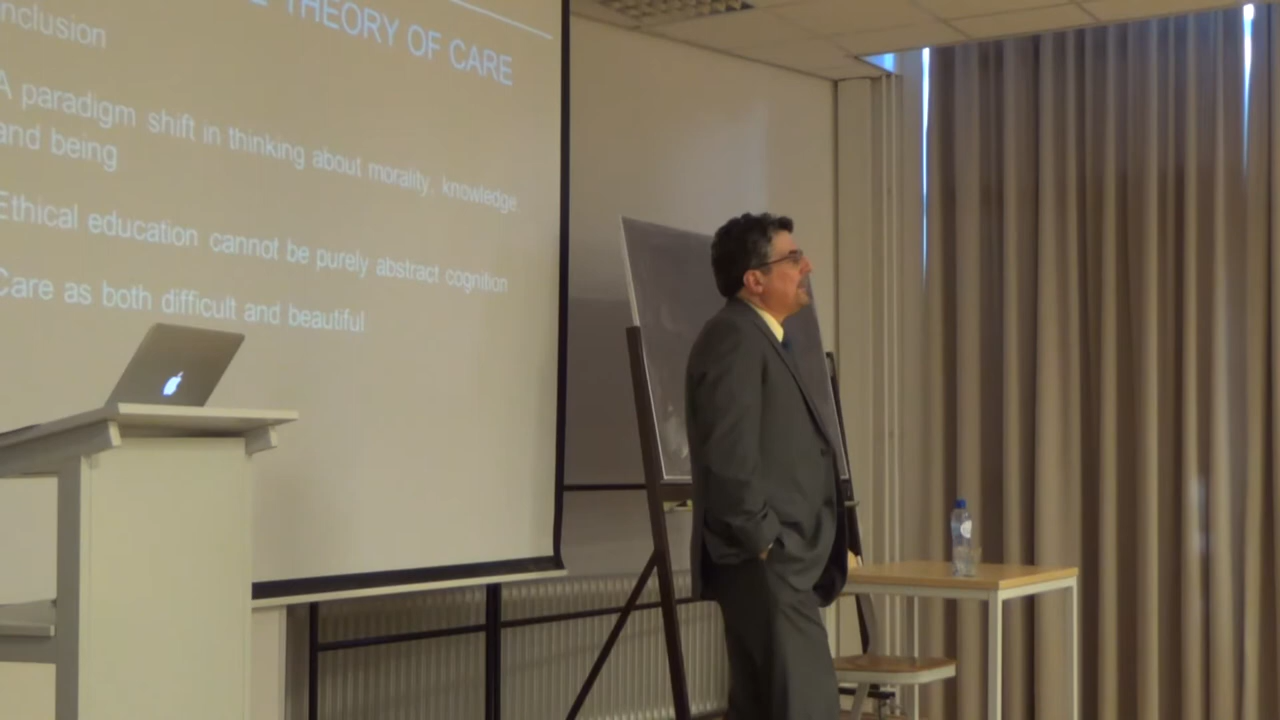 THEORY OF CARE
nclusion
A paradigm shift in thinking about morality, knowledge
and being
Ethical education cannot be purely abstract cognition
Care as both difficult and beautiful